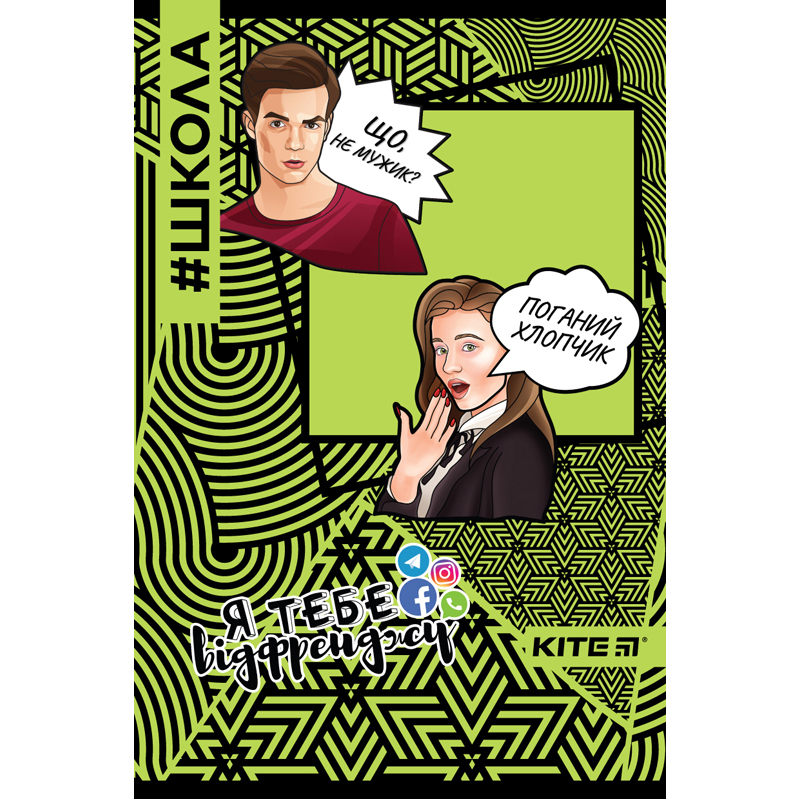 #ШКОЛА
ЩО,
НЕ МУЖИК?
ПОГАНИЙ
ХЛОПЧИК
Я ТЕБЕ
відфренджу
KITE®